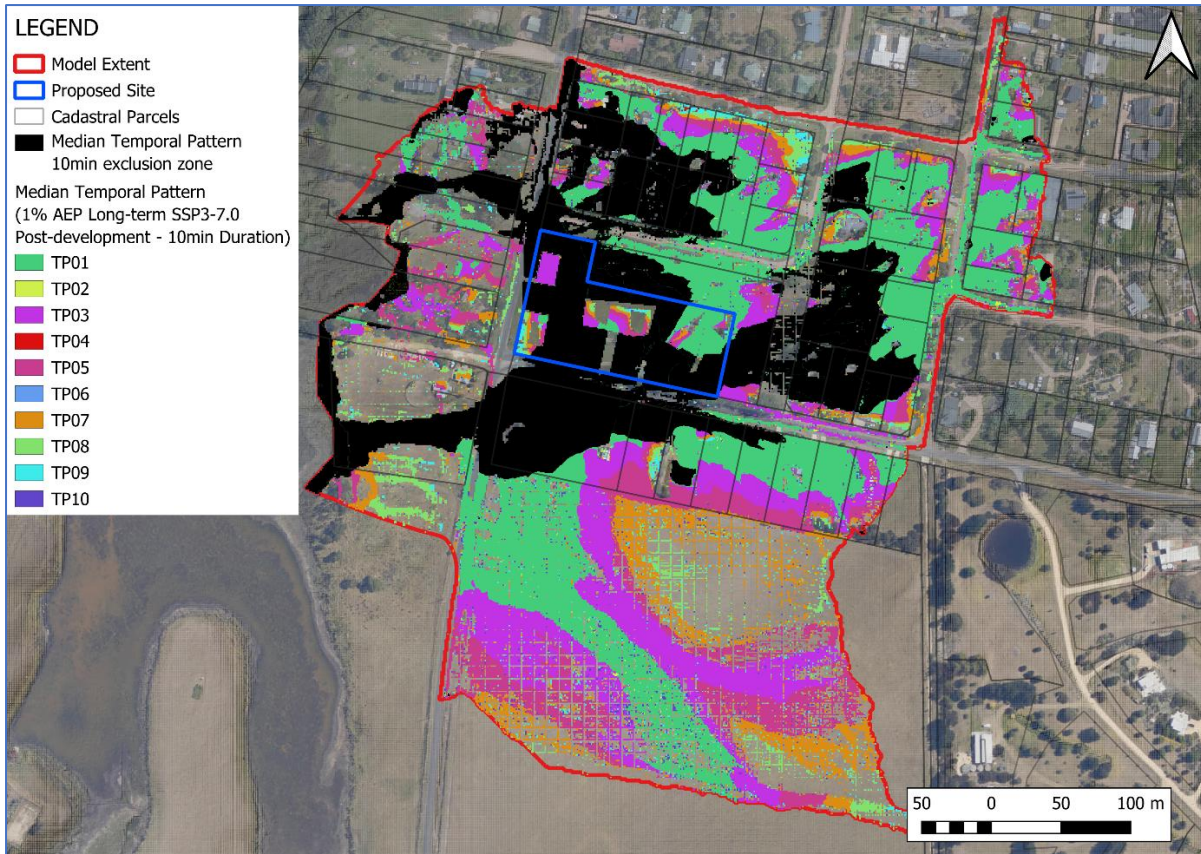 LEGEND
Model Extent
Proposed Site
Cadastral Parcels
Median Temporal Pattern
10min exclusion zone
Median Temporal Pattern
(1% AEP Long-term SSP3-7.0
Post-development - 10min Duration)
TP01
TP02
TP03
TP04
TP05
TP06
TP07
TP08
TP09
TP10
50 0 50 100 m